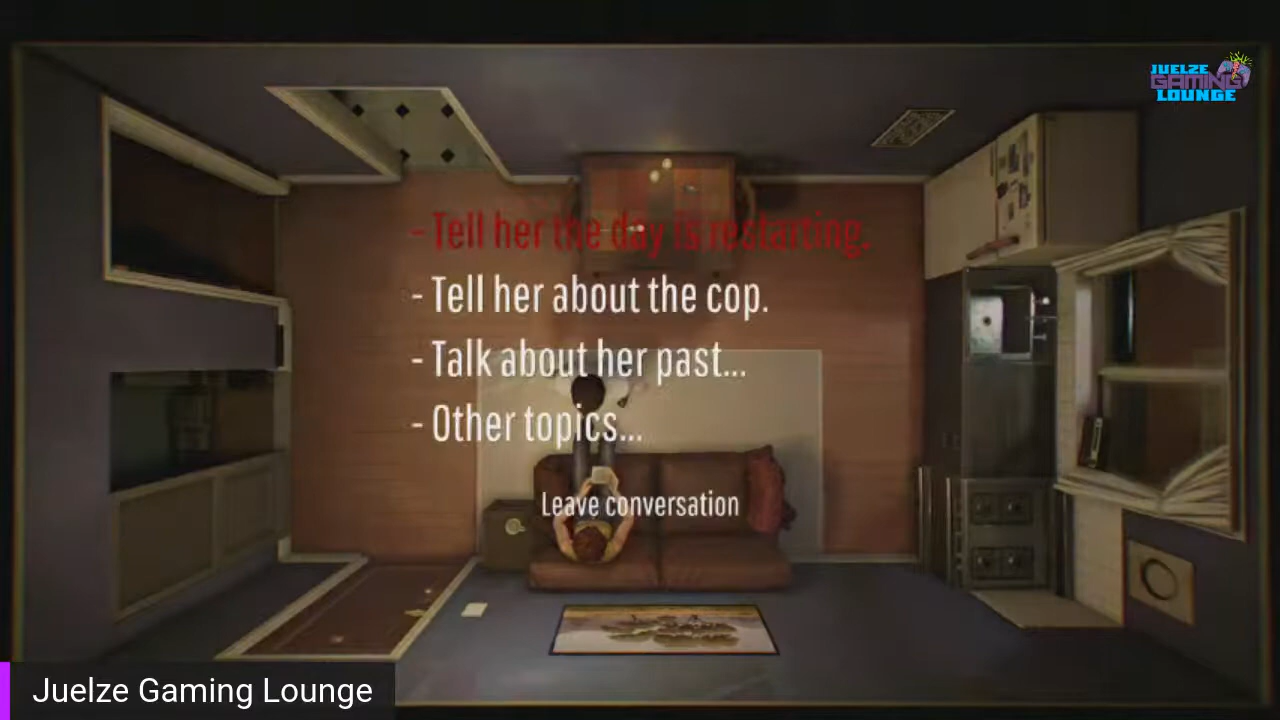 JUELZE
GAMING
LOUNGE
- Tell her the day is restarting.
- Tell her about the cop.
- Talk about her past...
- Other topics...
Leave conversation
Juelze Gaming Lounge